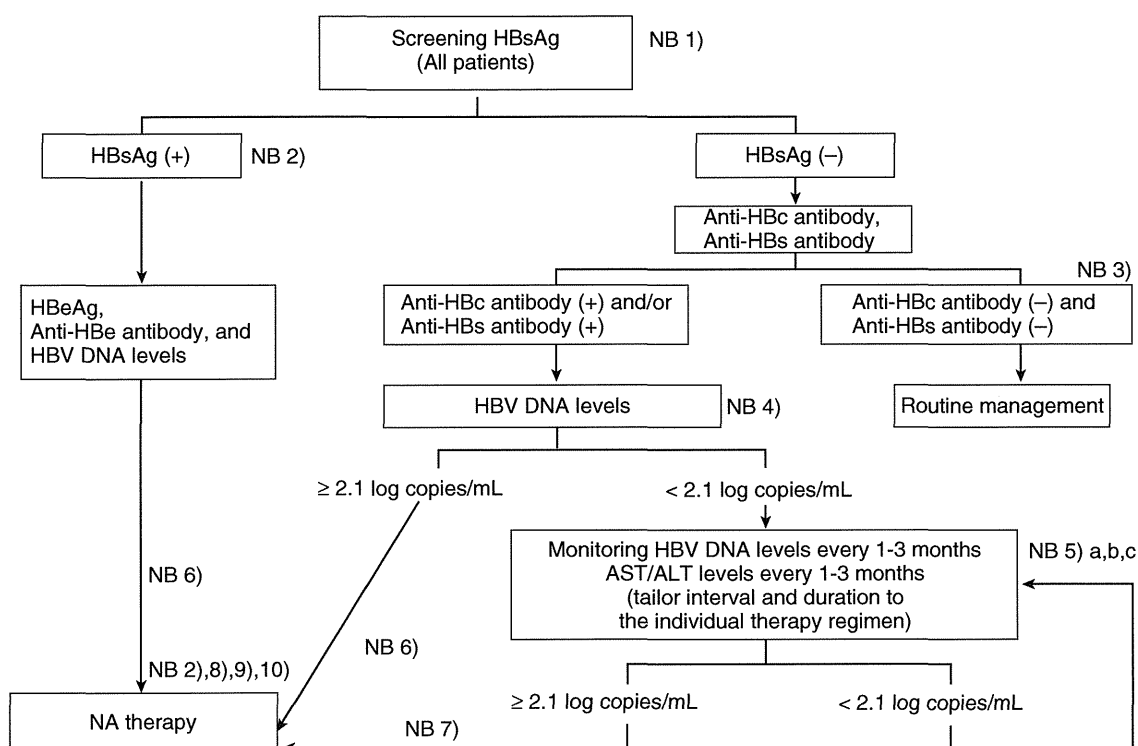 Screening HBsAg
(All patients)
NB 1)
HBsAg (+)
NB 2)
HBsAg (–)
Anti-HBc antibody,
Anti-HBs antibody
NB 3)
HBeAg,
Anti-HBe antibody, and
HBV DNA levels
Anti-HBc antibody (+) and/or
Anti-HBs antibody (+)
Anti-HBc antibody (–) and
Anti-HBs antibody (–)
HBV DNA levels
NB 4)
Routine management
≥ 2.1 log copies/mL
< 2.1 log copies/mL
Monitoring HBV DNA levels every 1-3 months
AST/ALT levels every 1-3 months
(tailor interval and duration to
the individual therapy regimen)
NB 5) a,b,c
NB 6)
NB 6)
NB 2),8),9),10)
NA therapy
NB 7)
≥ 2.1 log copies/mL
< 2.1 log copies/mL